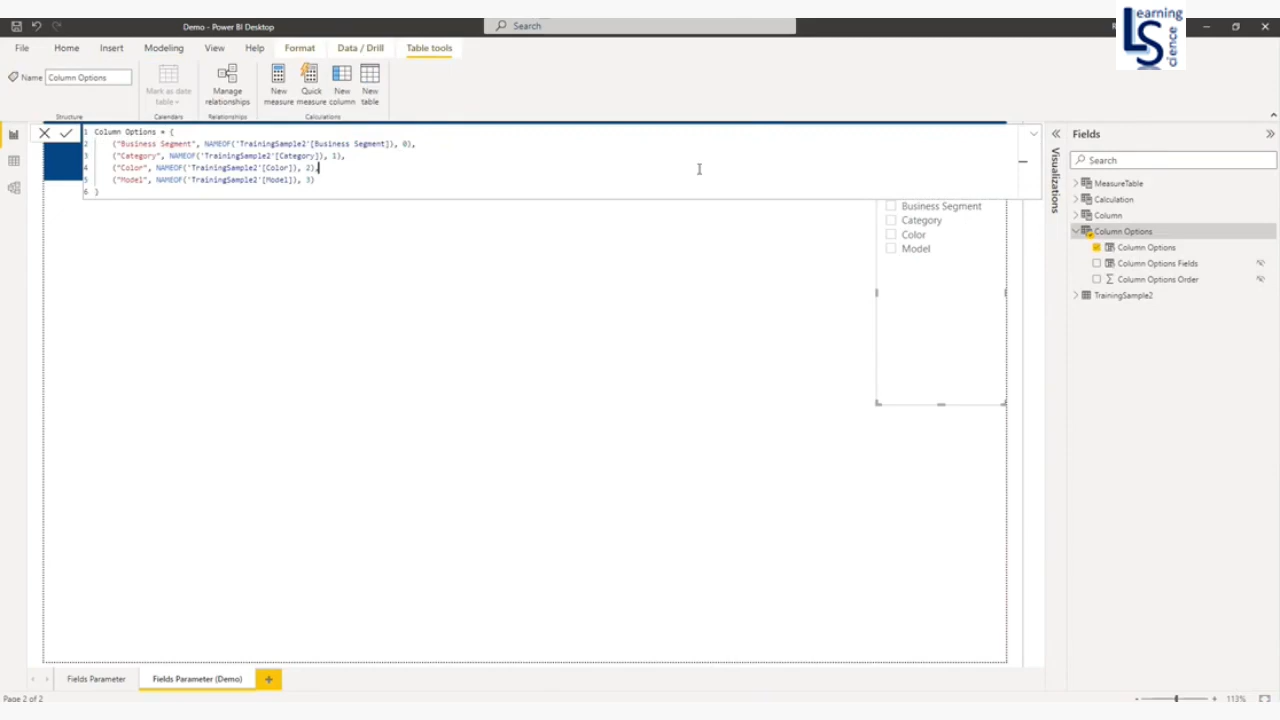 Learning Science
Demo - Power BI Desktop
Search
File
Home
Insert
Modeling
View
Help
Format
Data / Drill
Table tools
Name
Column Options
Mark as date table
Manage relationships
New measure
Quick measure
New column
New table
Structure
Calendars
Relationships
Calculations
1 Column Options = {
2 ("Business Segment", NAMEOF('TrainingSample2'[Business Segment]), 0),
3 ("Category", NAMEOF('TrainingSample2'[Category]), 1),
4 ("Color", NAMEOF('TrainingSample2'[Color]), 2),
5 ("Model", NAMEOF('TrainingSample2'[Model]), 3)
6 }
Business Segment
Category
Color
Model
Visualizations
Fields
Search
MeasureTable
Calculation
Column
Column Options
Column Options
Column Options Fields
Column Options Order
TrainingSample2
Fields Parameter
Fields Parameter (Demo)
Page 2 of 2
113%